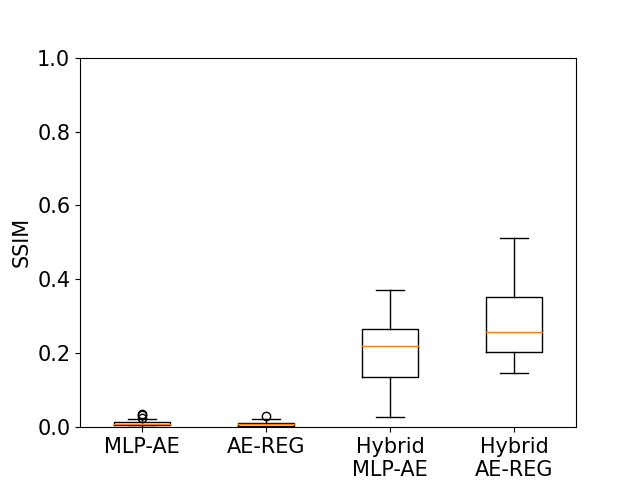 1.0
0.8
0.6
0.4
0.2
0.0
SSIM
MLP-AE
AE-REG
Hybrid
MLP-AE
Hybrid
AE-REG